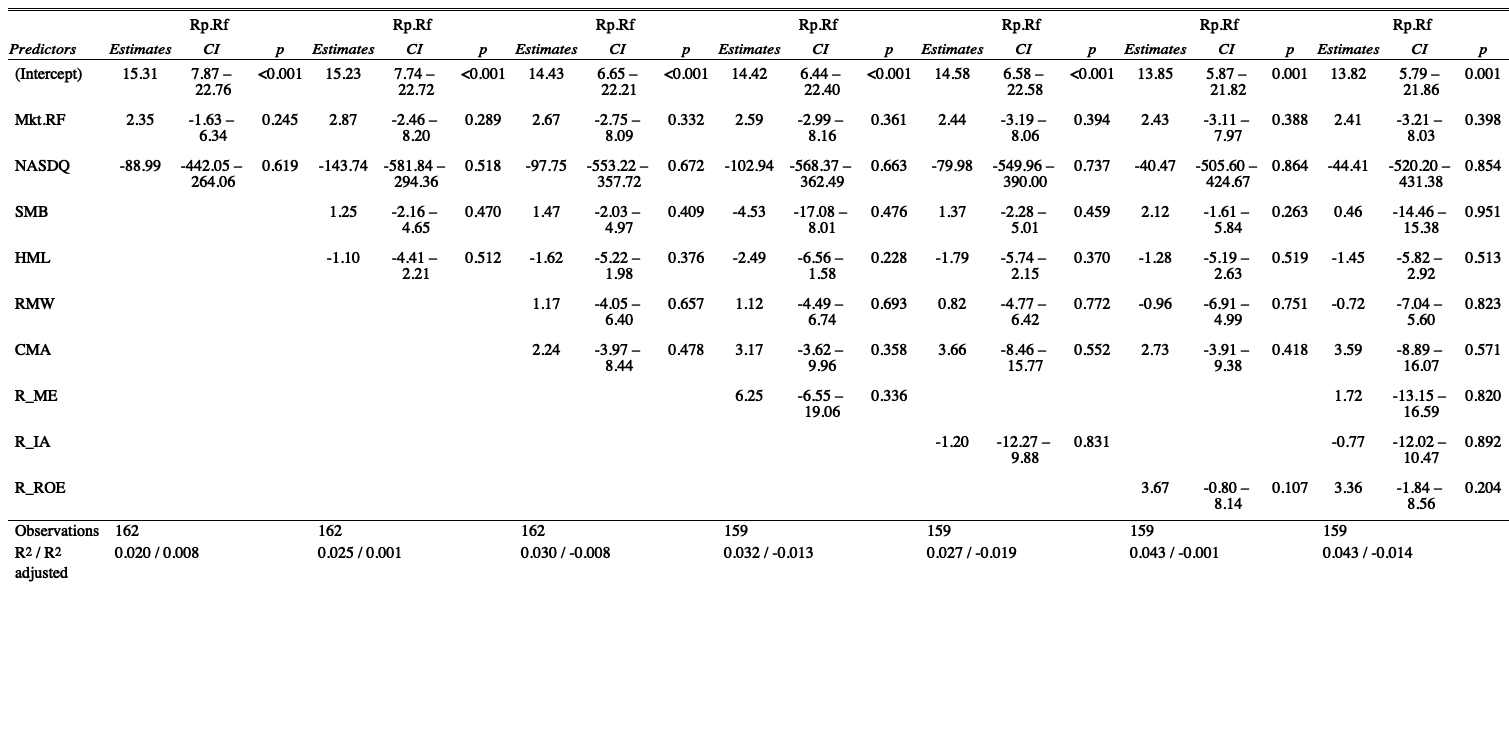 Rp.Rf Rp.Rf Rp.Rf Rp.Rf Rp.Rf Rp.Rf Rp.Rf
Predictors Estimates CI p Estimates CI p Estimates CI p Estimates CI p Estimates CI p Estimates CI p Estimates CI p
(Intercept) 15.31 7.87 – <0.001 15.23 7.74 – <0.001 14.43 6.65 – <0.001 14.42 6.44 – <0.001 14.58 6.58 – <0.001 13.85 5.87 – 0.001 13.82 5.79 – 0.001
22.76 22.72 22.21 22.40 22.58 21.82 21.86
Mkt.RF 2.35 -1.63 – 0.245 2.87 -2.46 – 0.289 2.67 -2.75 – 0.332 2.59 -2.99 – 0.361 2.44 -3.19 – 0.394 2.43 -3.11 – 0.388 2.41 -3.21 – 0.398
6.34 8.20 8.09 8.16 8.06 7.97 8.03
NASDQ -88.99 -442.05 – 0.619 -143.74 -581.84 – 0.518 -97.75 -553.22 – 0.672 -102.94 -568.37 – 0.663 -79.98 -549.96 – 0.737 -40.47 -505.60 – 0.864 -44.41 -520.20 – 0.854
264.06 294.36 357.72 362.49 390.00 424.67 431.38
SMB 1.25 -2.16 – 0.470 1.47 -2.03 – 0.409 -4.53 -17.08 – 0.476 1.37 -2.28 – 0.459 2.12 -1.61 – 0.263 0.46 -14.46 – 0.951
4.65 4.97 8.01 5.01 5.84 15.38
HML -1.10 -4.41 – 0.512 -1.62 -5.22 – 0.376 -2.49 -6.56 – 0.228 -1.79 -5.74 – 0.370 -1.28 -5.19 – 0.519 -1.45 -5.82 – 0.513
2.21 1.98 1.58 2.15 2.63 2.92
RMW 1.17 -4.05 – 0.657 1.12 -4.49 – 0.693 0.82 -4.77 – 0.772 -0.96 -6.91 – 0.751 -0.72 -7.04 – 0.823
6.40 6.74 6.42 4.99 5.60
CMA 2.24 -3.97 – 0.478 3.17 -3.62 – 0.358 3.66 -8.46 – 0.552 2.73 -3.91 – 0.418 3.59 -8.89 – 0.571
8.44 9.96 15.77 9.38 16.07
R_ME 6.25 -6.55 – 0.336 1.72 -13.15 – 0.820
19.06 16.59
R_IA -1.20 -12.27 – 0.831 -0.77 -12.02 – 0.892
9.88 10.47
R_ROE 3.67 -0.80 – 0.107 3.36 -1.84 – 0.204
8.14 8.56
Observations 162 162 162 159 159 159 159
R2 / R2 0.020 / 0.008 0.025 / 0.001 0.030 / -0.008 0.032 / -0.013 0.027 / -0.019 0.043 / -0.001 0.043 / -0.014
adjusted